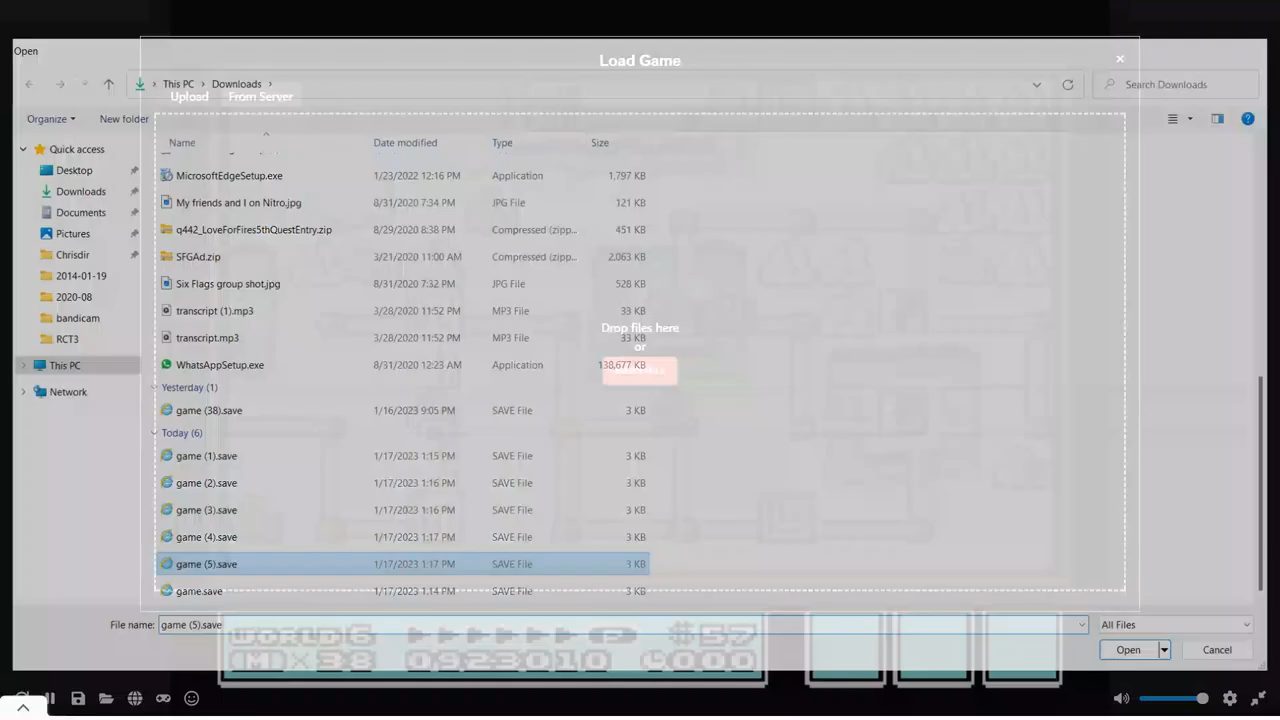 Open
Load Game
×
This PC > Downloads >
Search Downloads
Upload From Server
Organize New folder
Name Date modified Type Size
Quick access
Desktop
Downloads
Documents
Pictures
Chrisdir
2014-01-19
2020-08
bandicam
RCT3
This PC
Network
MicrosoftEdgeSetup.exe 1/23/2022 12:16 PM Application 1,797 KB
My friends and I on Nitro.jpg 8/31/2020 7:34 PM JPG File 121 KB
q442_LoveForFires5thQuestEntry.zip 8/29/2020 8:38 PM Compressed (zipp... 451 KB
SFGAd.zip 3/21/2020 11:00 AM Compressed (zipp... 2,063 KB
Six Flags group shot.jpg 8/31/2020 7:32 PM JPG File 528 KB
transcript (1).mp3 3/28/2020 11:52 PM MP3 File 33 KB
Drop files here
transcript.mp3 3/28/2020 11:52 PM MP3 File 33 KB
or
WhatsAppSetup.exe 8/31/2020 12:23 AM Application 138,677 KB
Yesterday (1)
game (38).save 1/16/2023 9:05 PM SAVE File 3 KB
Today (6)
game (1).save 1/17/2023 1:15 PM SAVE File 3 KB
game (2).save 1/17/2023 1:16 PM SAVE File 3 KB
game (3).save 1/17/2023 1:16 PM SAVE File 3 KB
game (4).save 1/17/2023 1:17 PM SAVE File 3 KB
game (5).save 1/17/2023 1:17 PM SAVE File 3 KB
game.save 1/17/2023 1:14 PM SAVE File 3 KB
File name: game (5).save All Files
Open Cancel
WORLD 6 P $57
(M)×38 0923010 000